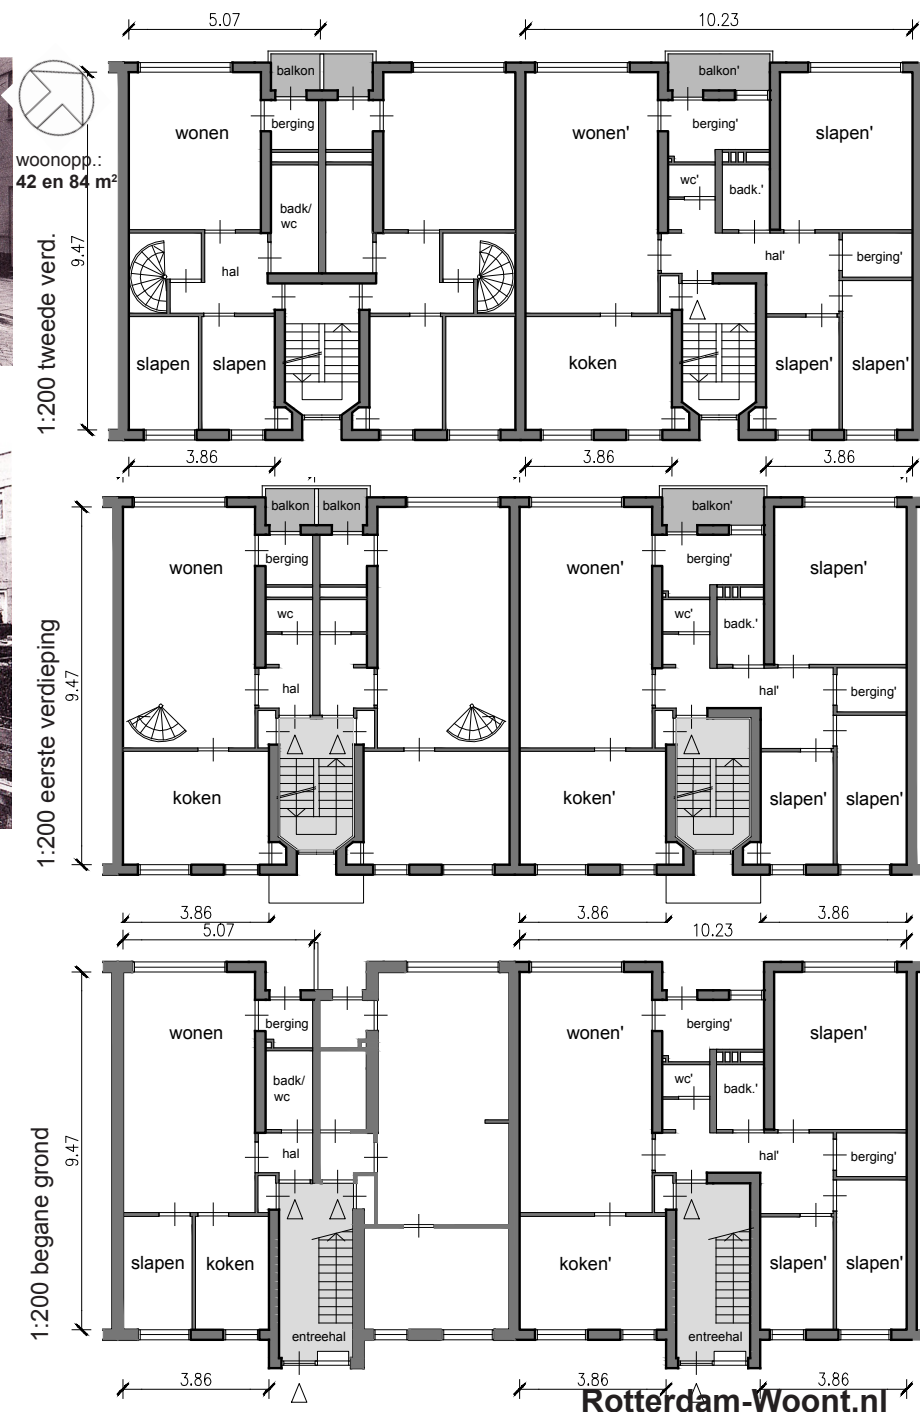 5.07
10.23
balkon
balkon'
wonen
berging
wonen'
berging'
slapen'
woonopp.:
42 en 84 m²
wc'
badk.'
badk/
wc
9.47
hal
hal'
berging'
slapen
slapen
koken
slapen'
slapen'
1:200 tweede verd.
3.86
3.86
3.86
balkon
balkon
balkon'
wonen
berging
wonen'
berging'
slapen'
wc
wc'
badk.'
9.47
hal
hal'
berging'
koken
koken'
slapen'
slapen'
1:200 eerste verdieping
3.86
3.86
3.86
5.07
10.23
wonen
berging
wonen'
berging'
slapen'
badk/
wc
wc'
badk.'
9.47
hal
hal'
berging'
slapen
koken
koken'
slapen'
slapen'
1:200 begane grond
entreehal
entreehal
3.86
3.86
3.86
Rotterdam-Woont.nl